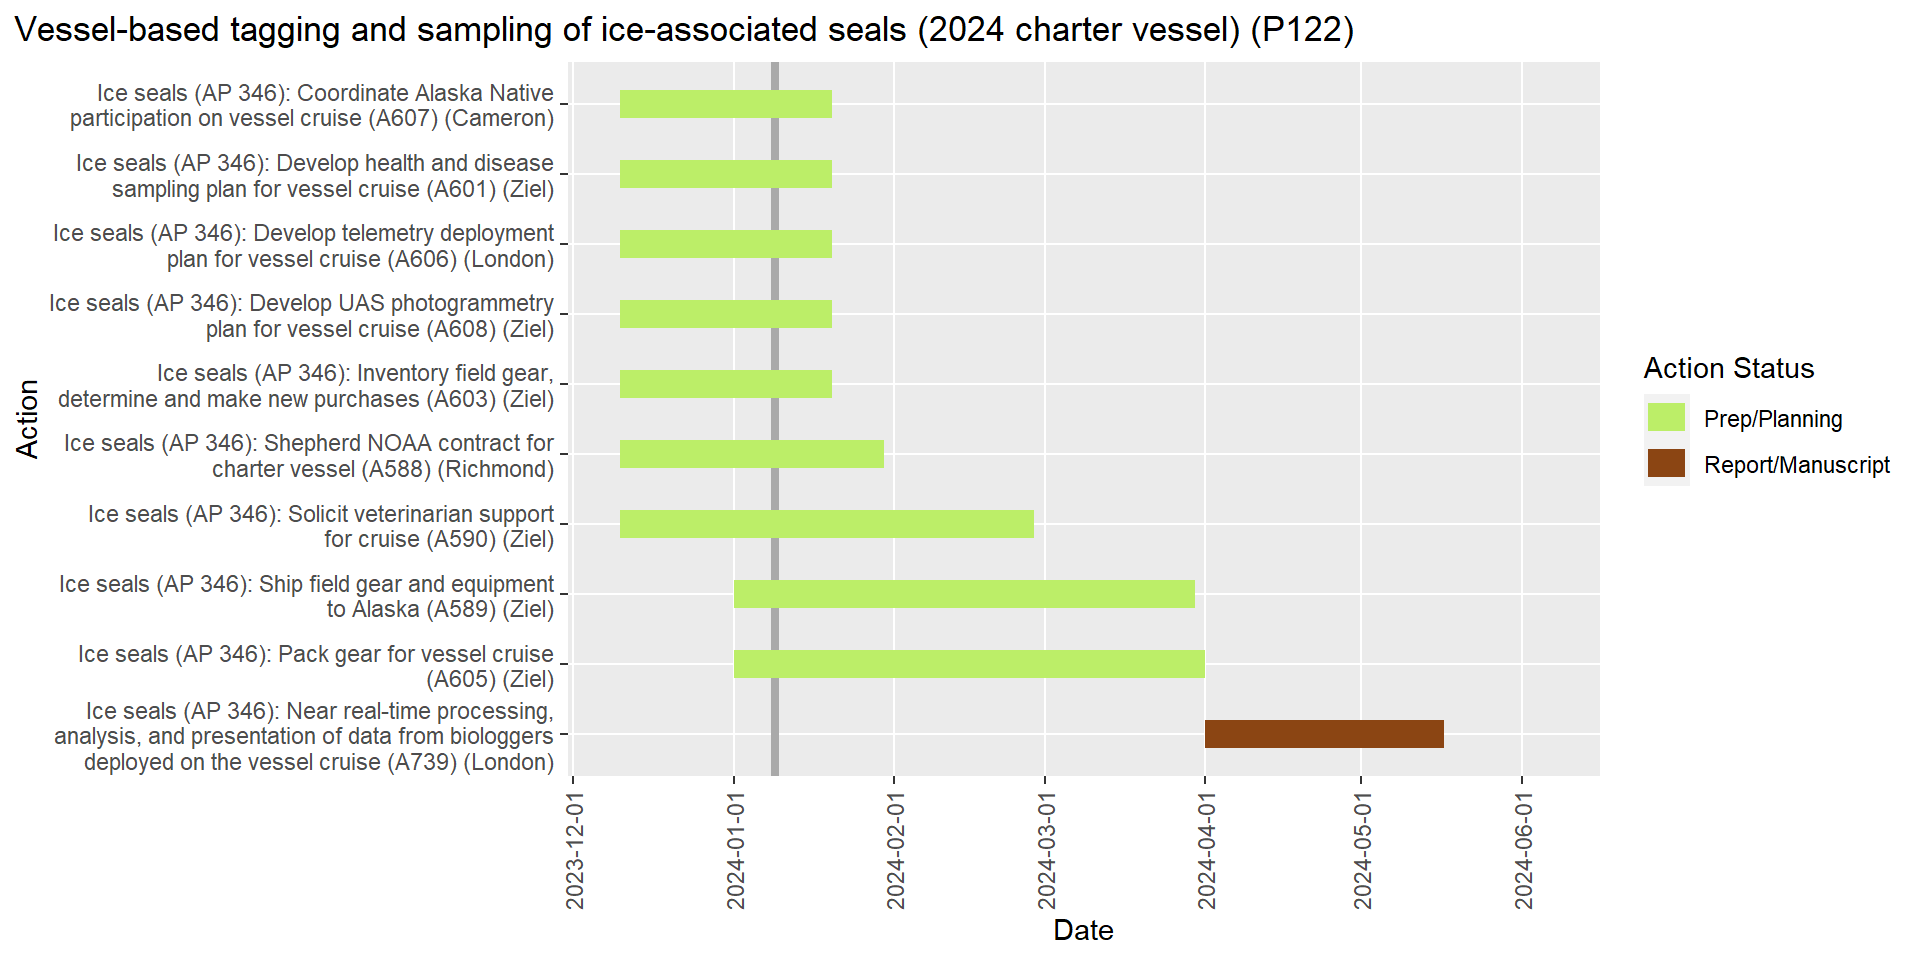 Vessel-based tagging and sampling of ice-associated seals (2024 charter vessel) (P122)
Ice seals (AP 346): Coordinate Alaska Native
participation on vessel cruise (A607) (Cameron)
Ice seals (AP 346): Develop health and disease
sampling plan for vessel cruise (A601) (Ziel)
Ice seals (AP 346): Develop telemetry deployment
plan for vessel cruise (A606) (London)
Ice seals (AP 346): Develop UAS photogrammetry
plan for vessel cruise (A608) (Ziel)
Ice seals (AP 346): Inventory field gear,
determine and make new purchases (A603) (Ziel)
Ice seals (AP 346): Shepherd NOAA contract for
charter vessel (A588) (Richmond)
Ice seals (AP 346): Solicit veterinarian support
for cruise (A590) (Ziel)
Ice seals (AP 346): Ship field gear and equipment
to Alaska (A589) (Ziel)
Ice seals (AP 346): Pack gear for vessel cruise
(A605) (Ziel)
Ice seals (AP 346): Near real-time processing,
analysis, and presentation of data from biologgers
deployed on the vessel cruise (A739) (London)
Action
2023-12-01
2024-01-01
2024-02-01
2024-03-01
2024-04-01
2024-05-01
2024-06-01
Date
Action Status
Prep/Planning
Report/Manuscript